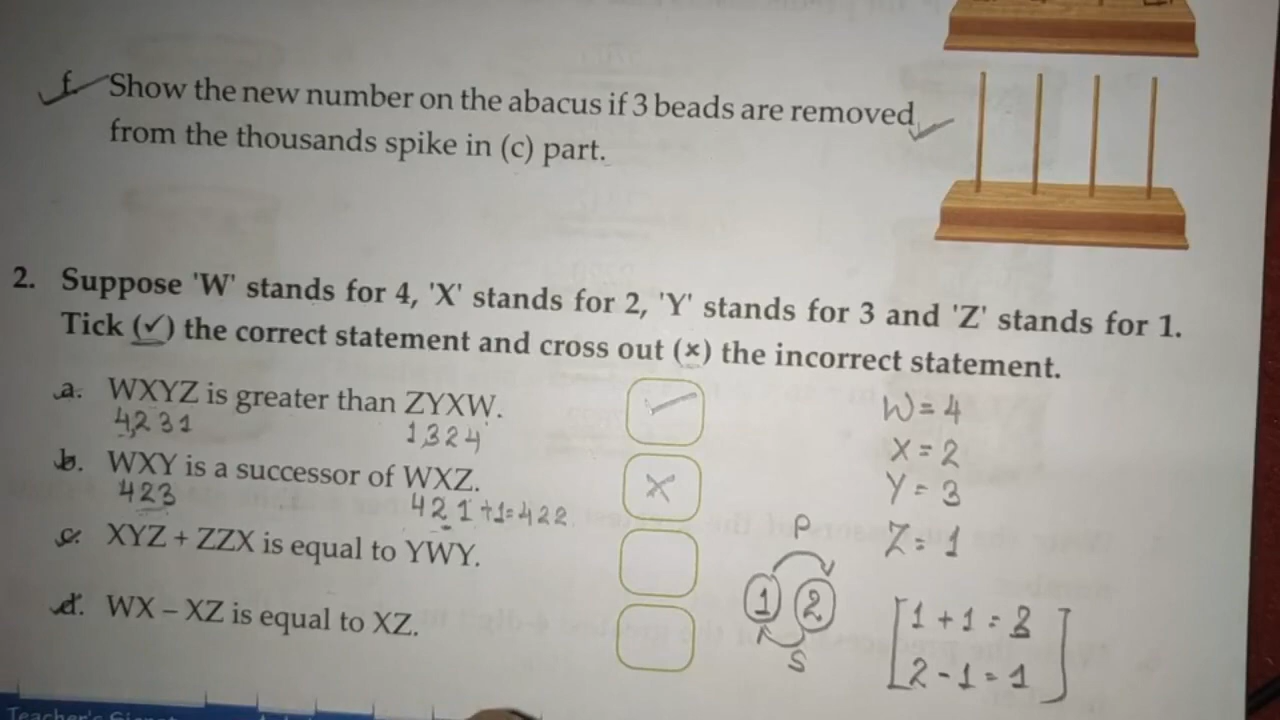 f. Show the new number on the abacus if 3 beads are removed
from the thousands spike in (c) part.
2. Suppose 'W' stands for 4, 'X' stands for 2, 'Y' stands for 3 and 'Z' stands for 1.
Tick (✓) the correct statement and cross out (×) the incorrect statement.
a. WXYZ is greater than ZYXW. ✓
4,231 1,324
b. WXY is a successor of WXZ. ×
423 421+1=422
c. XYZ + ZZX is equal to YWY.
d. WX – XZ is equal to XZ.
W=4
X=2
Y=3
Z=1
P
1 2
S
[1+1=2
2-1=1]